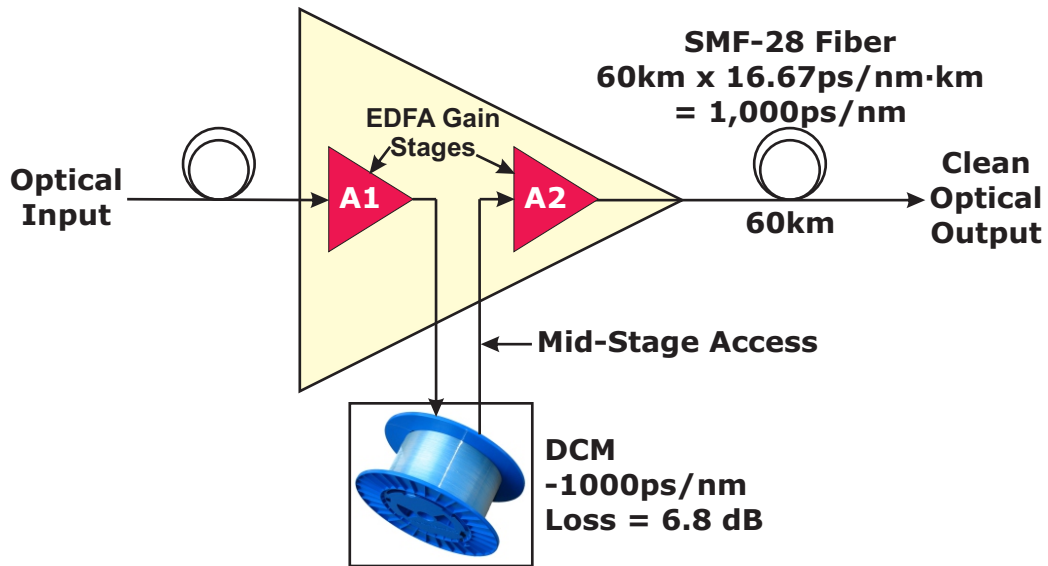 SMF-28 Fiber
60km x 16.67ps/nm·km
= 1,000ps/nm
EDFA Gain
Stages
Optical
Input
A1
A2
60km
Clean
Optical
Output
Mid-Stage Access
DCM
-1000ps/nm
Loss = 6.8 dB